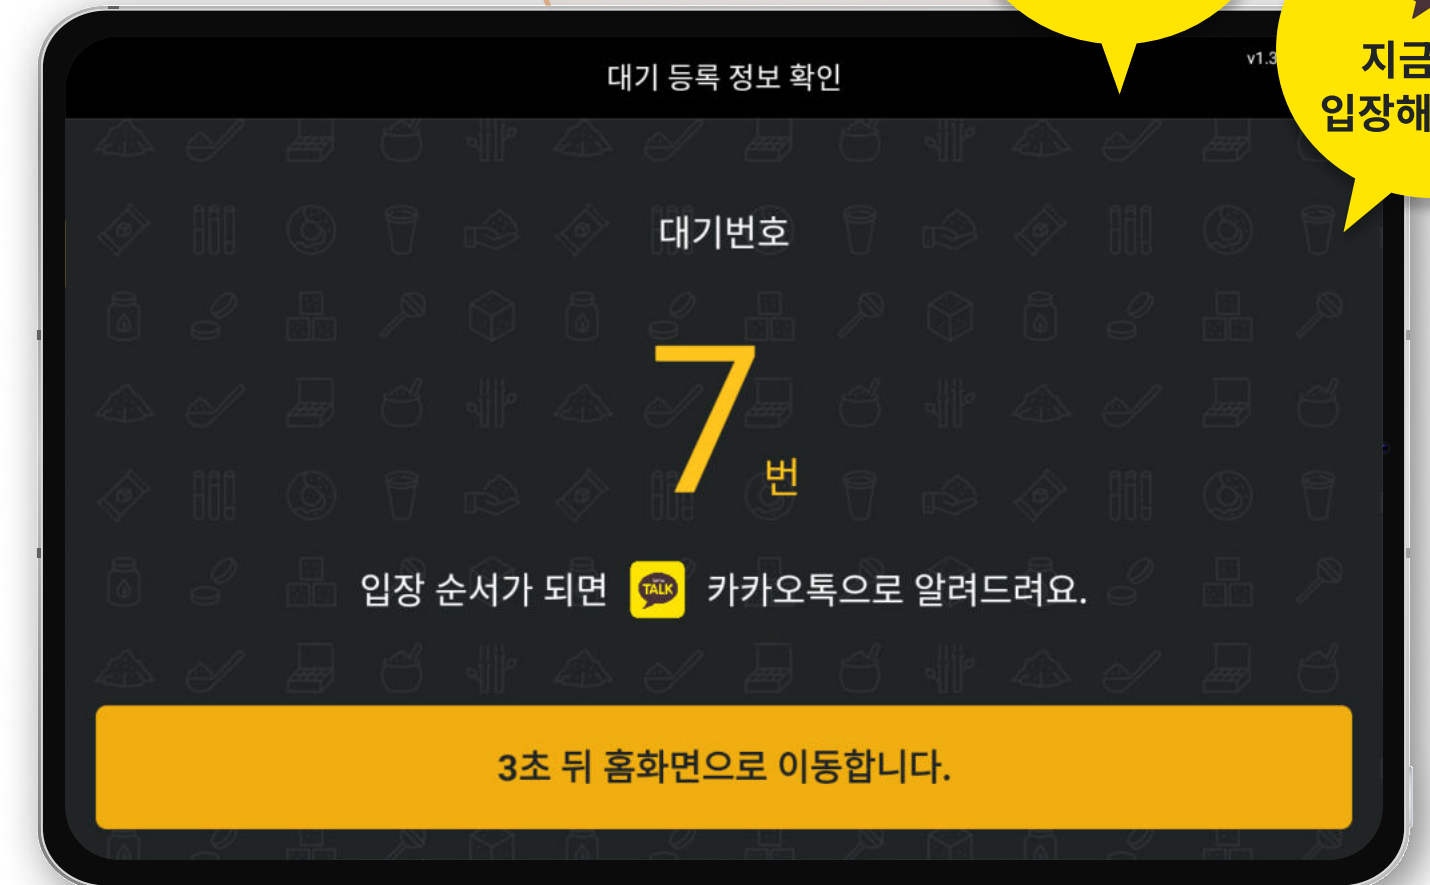 대기 등록 정보 확인
v1.3
지금
입장해
대기번호
7번
입장 순서가 되면 TALK 카카오톡으로 알려드려요.
3초 뒤 홈화면으로 이동합니다.